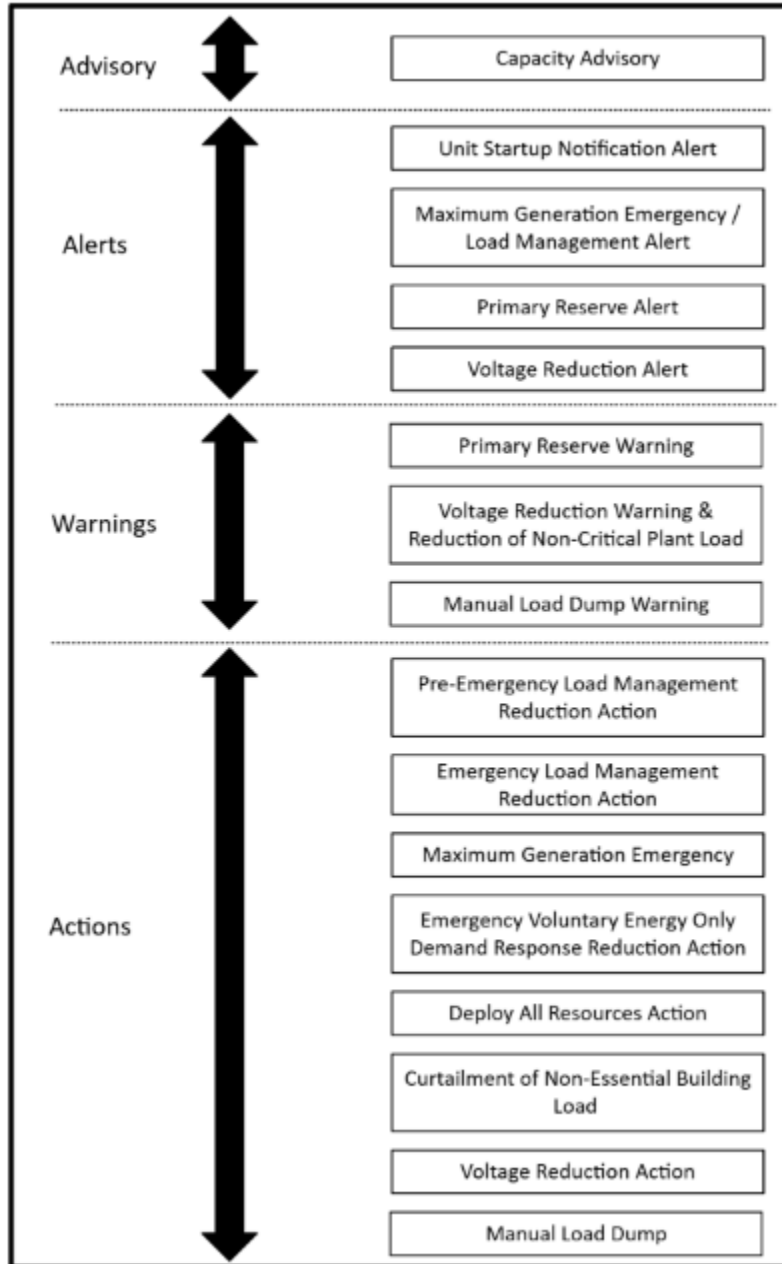 Advisory
Capacity Advisory
Alerts
Unit Startup Notification Alert
Maximum Generation Emergency /
Load Management Alert
Primary Reserve Alert
Voltage Reduction Alert
Warnings
Primary Reserve Warning
Voltage Reduction Warning &
Reduction of Non-Critical Plant Load
Manual Load Dump Warning
Actions
Pre-Emergency Load Management
Reduction Action
Emergency Load Management
Reduction Action
Maximum Generation Emergency
Emergency Voluntary Energy Only
Demand Response Reduction Action
Deploy All Resources Action
Curtailment of Non-Essential Building
Load
Voltage Reduction Action
Manual Load Dump